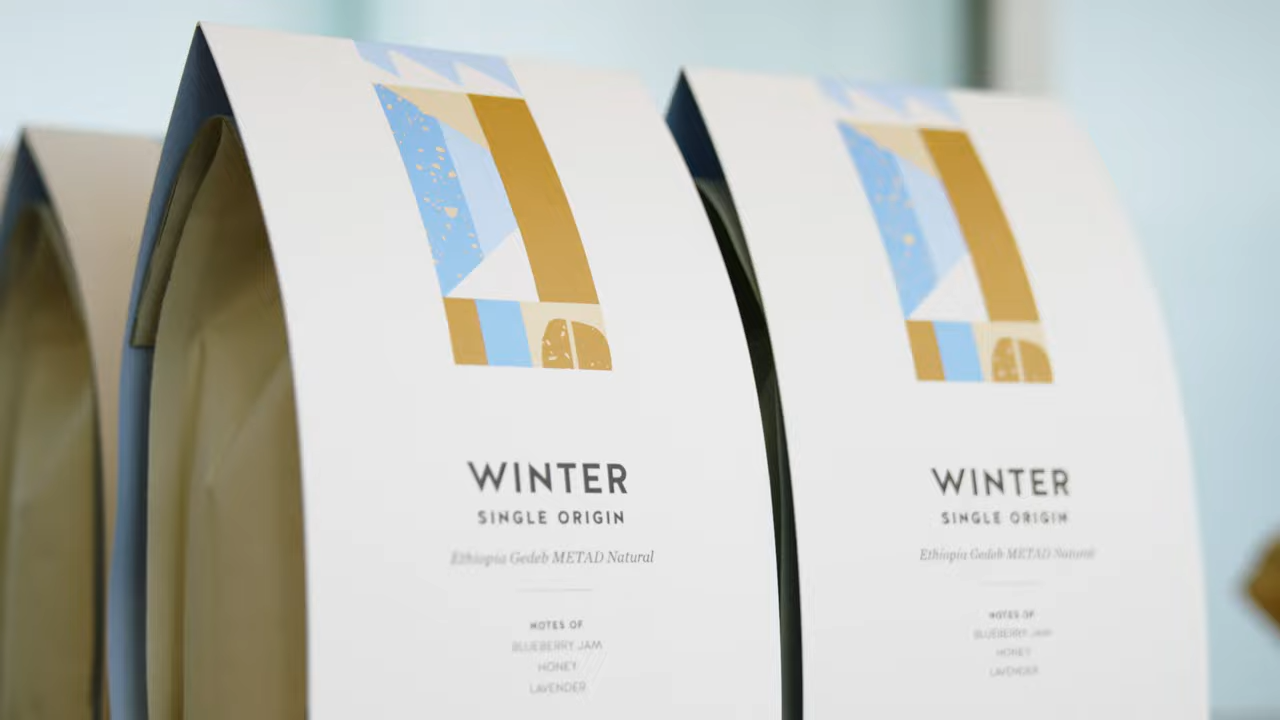 WINTER
SINGLE ORIGIN
Ethiopia Gedeb METAD Natural
NOTES OF
BLUEBERRY JAM
HONEY
LAVENDER
WINTER
SINGLE ORIGIN
Ethiopia Gedeb METAD Natural
NOTES OF
BLUEBERRY JAM
HONEY
LAVENDER